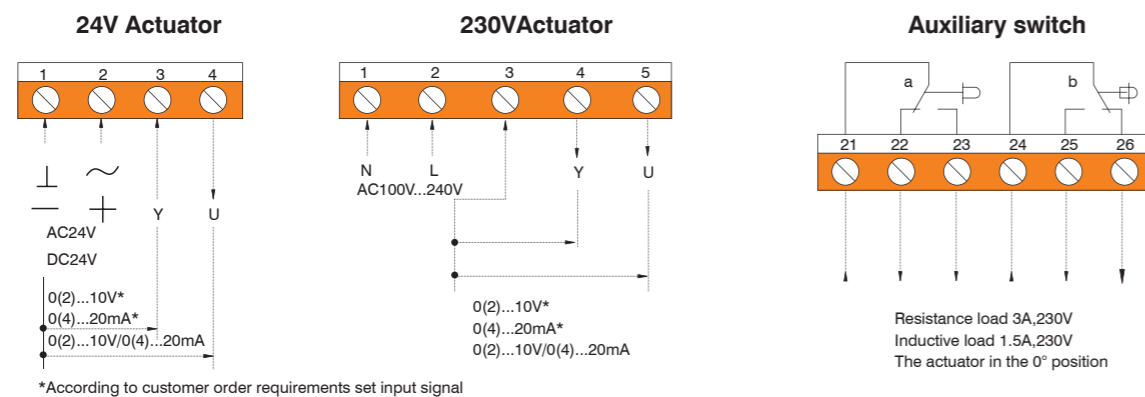 24V Actuator
1 2 3 4
Y U
AC24V
DC24V
0(2)...10V*
0(4)...20mA*
0(2)...10V/0(4)...20mA
*According to customer order requirements set input signal
230VActuator
1 2 3 4 5
N L Y U
AC100V...240V
0(2)...10V*
0(4)...20mA*
0(2)...10V/0(4)...20mA
Auxiliary switch
a b
21 22 23 24 25 26
Resistance load 3A,230V
Inductive load 1.5A,230V
The actuator in the 0° position